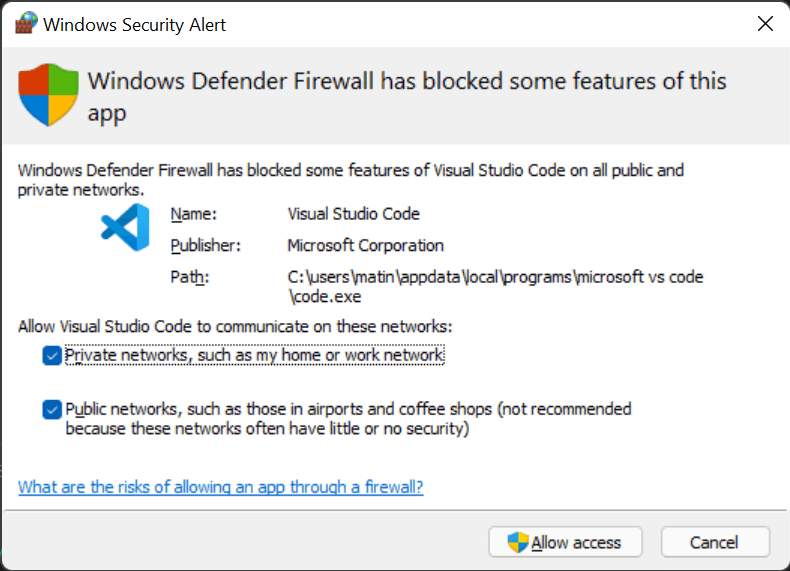 Windows Security Alert
Windows Defender Firewall has blocked some features of this
app
Windows Defender Firewall has blocked some features of Visual Studio Code on all public and
private networks.
Name: Visual Studio Code
Publisher: Microsoft Corporation
Path: C:\users\matin\appdata\local\programs\microsoft vs code
\code.exe
Allow Visual Studio Code to communicate on these networks:
Private networks, such as my home or work network
Public networks, such as those in airports and coffee shops (not recommended
because these networks often have little or no security)
What are the risks of allowing an app through a firewall?
Allow access Cancel